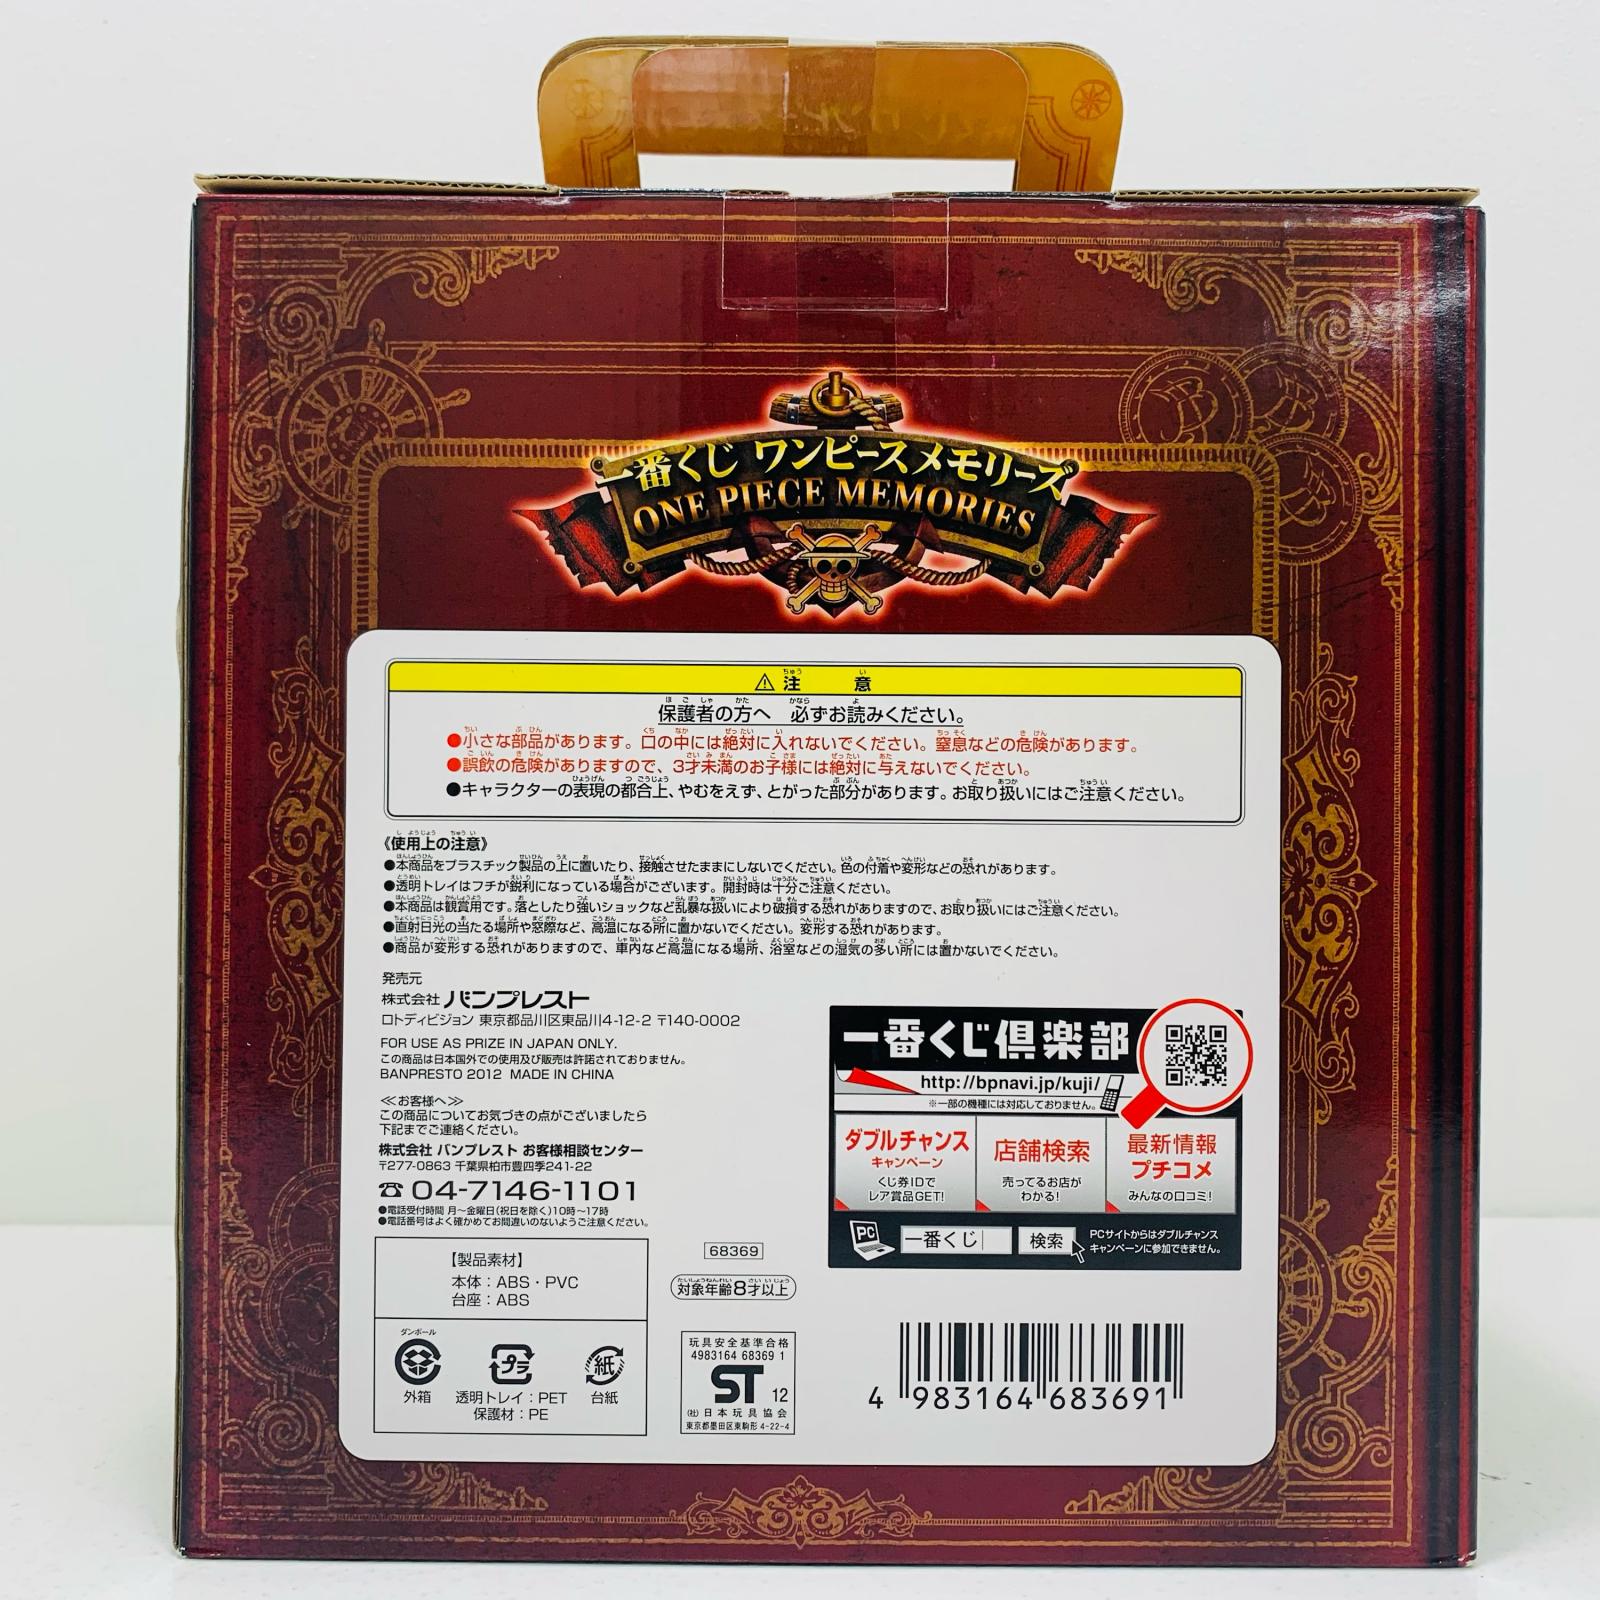 一番くじ ワンピース メモリーズ
ONE PIECE MEMORIES
⚠注意
保護者の方へ 必ずお読みください。
●小さな部品があります。口の中には絶対に入れないでください。窒息などの危険があります。
●誤飲の危険がありますので、3才未満のお子様には絶対に与えないでください。
●キャラクターの表現の都合上、やむをえず、とがった部分があります。お取り扱いにはご注意ください。
《使用上の注意》
●本商品をプラスチック製品の上に置いたり、接触させたままにしないでください。色の付着や変形などの恐れがあります。
●透明トレイはフチが鋭利になっている場合がございます。開封時は十分ご注意ください。
●本商品は観賞用です。落としたり強いショックなど乱暴な扱いにより破損する恐れがありますので、お取り扱いにはご注意ください。
●直射日光の当たる場所や窓際など、高温になる所に置かないでください。変形する恐れがあります。
●商品が変形する恐れがありますので、車内など高温になる場所、浴室などの湿気の多い所には置かないでください。
発売元
株式会社 バンプレスト
ロトディビジョン 東京都品川区東品川4-12-2 〒140-0002
FOR USE AS PRIZE IN JAPAN ONLY.
この商品は日本国外での使用及び販売は許諾されておりません。
BANPRESTO 2012 MADE IN CHINA
≪お客様へ≫
この商品についてお気づきの点がございましたら
下記までご連絡ください。
株式会社 バンプレスト お客様相談センター
〒277-0863 千葉県柏市豊四季241-22
☎ 04-7146-1101
●電話受付時間 月~金曜日(祝日を除く)10時~17時
●電話番号はよく確かめてお間違いのないようご注意ください。
【製品素材】
本体:ABS・PVC
台座:ABS
ダンボール
外箱
プラ
透明トレイ:PET
保護材:PE
紙
台紙
68369
対象年齢8才以上
玩具安全基準合格
4983164 68369 1
ST 12
(社)日本玩具協会
東京都墨田区東駒形 4-22-4
一番くじ倶楽部
http://bpnavi.jp/kuji/
※一部の機種には対応しておりません。
ダブルチャンス
キャンペーン
くじ券IDで
レア賞品GET!
店舗検索
売ってるお店が
わかる!
最新情報
プチコメ
みんなの口コミ!
PC
一番くじ
検索
PCサイトからはダブルチャンス
キャンペーンに参加できません。
4 983164 683691